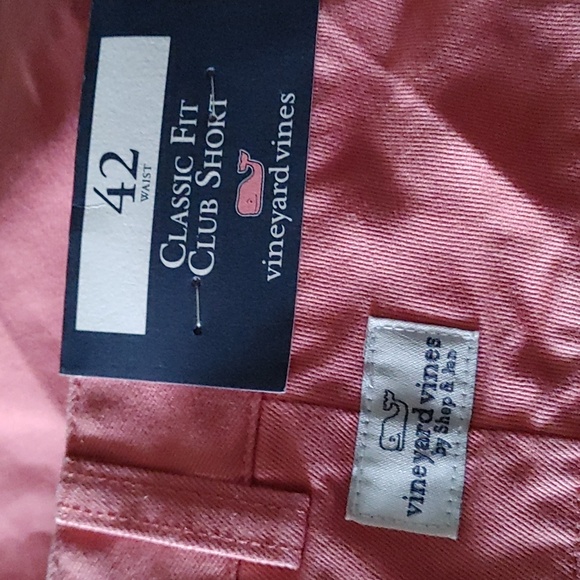 42
WAIST
CLASSIC FIT
CLUB SHORT
vineyard vines
vineyard vines
by Shep & Ian